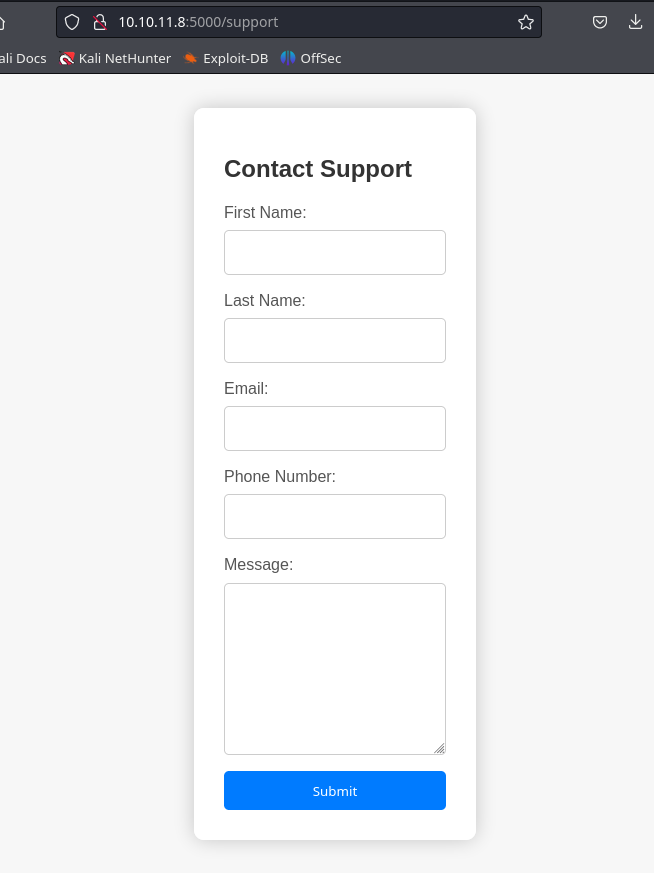 10.10.11.8:5000/support
ali Docs Kali NetHunter Exploit-DB OffSec
Contact Support
First Name:
Last Name:
Email:
Phone Number:
Message:
Submit